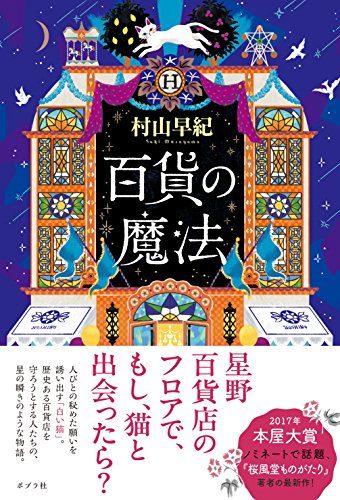 H
村山早紀
Saki Murayama
百貨の
魔法
星野
百貨店の
フロアで、
もし、猫と
出会ったら？
人びとの秘めた願いを
誘い出す「白い猫」。
歴史ある百貨店を
守ろうとする人たちの、
星の瞬きのような物語。
2017年
本屋大賞
ノミネートで話題、
『桜風堂ものがたり』
著者の最新作！
ポプラ社